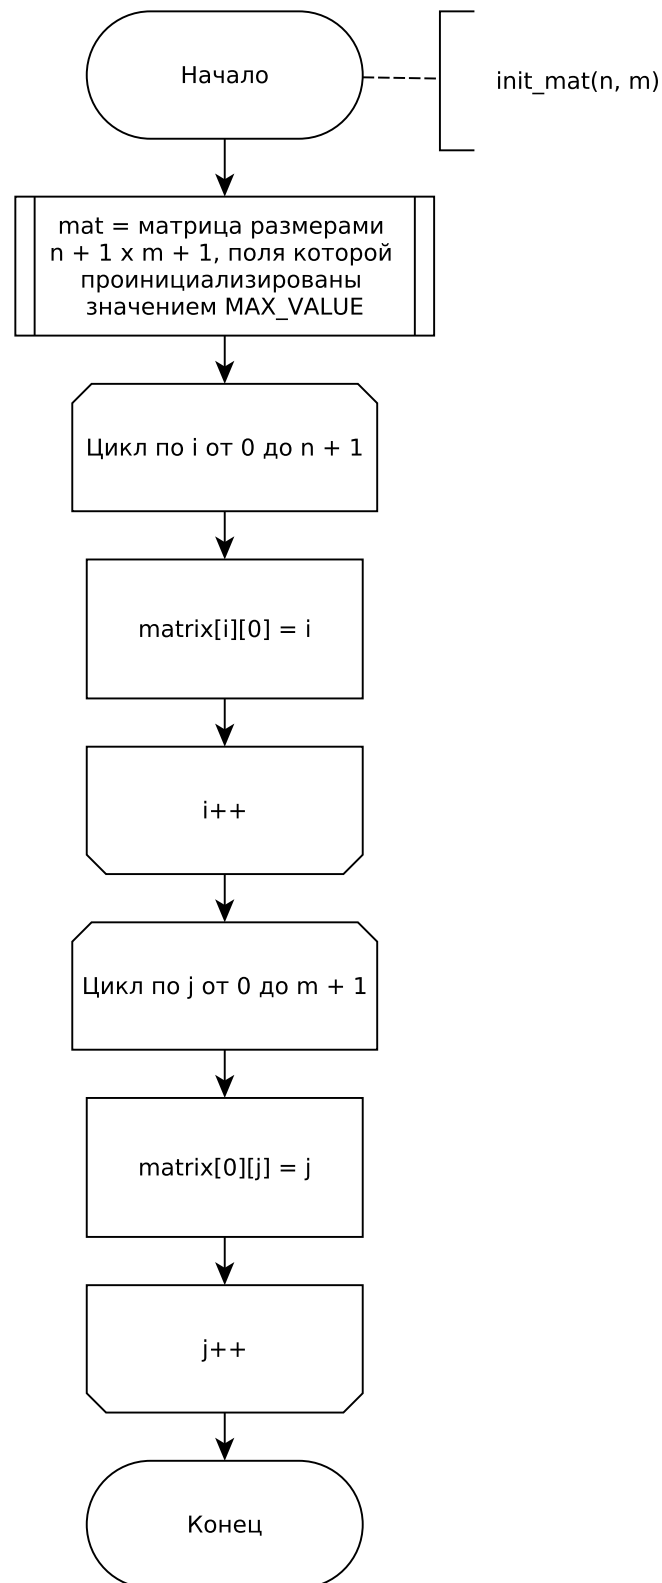 Начало
init_mat(n, m)
mat = матрица размерами
n + 1 x m + 1, поля которой
проинициализированы
значением MAX_VALUE
Цикл по i от 0 до n + 1
matrix[i][0] = i
i++
Цикл по j от 0 до m + 1
matrix[0][j] = j
j++
Конец